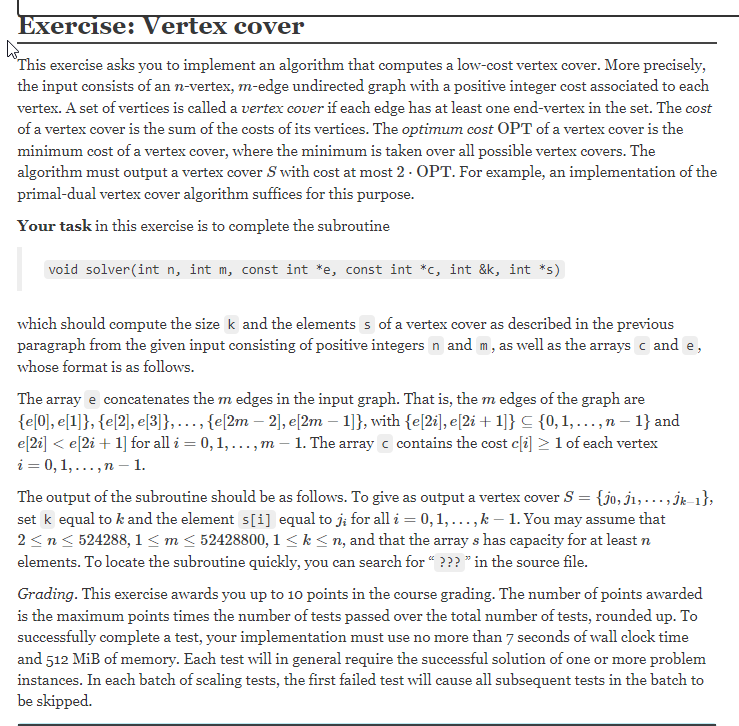 Exercise: Vertex cover
This exercise asks you to implement an algorithm that computes a low-cost vertex cover. More precisely,
the input consists of an n-vertex, m-edge undirected graph with a positive integer cost associated to each
vertex. A set of vertices is called a vertex cover if each edge has at least one end-vertex in the set. The cost
of a vertex cover is the sum of the costs of its vertices. The optimum cost OPT of a vertex cover is the
minimum cost of a vertex cover, where the minimum is taken over all possible vertex covers. The
algorithm must output a vertex cover S with cost at most 2 · OPT. For example, an implementation of the
primal-dual vertex cover algorithm suffices for this purpose.
Your task in this exercise is to complete the subroutine
void solver(int n, int m, const int *e, const int *c, int &k, int *s)
which should compute the size k and the elements s of a vertex cover as described in the previous
paragraph from the given input consisting of positive integers n and m, as well as the arrays c and e,
whose format is as follows.
The array e concatenates the m edges in the input graph. That is, the m edges of the graph are
{e[0], e[1]}, {e[2], e[3]}, . . . , {e[2m − 2], e[2m − 1]}, with {e[2i], e[2i + 1]} ⊆ {0, 1, . . . , n − 1} and
e[2i] < e[2i + 1] for all i = 0, 1, . . . , m − 1. The array c contains the cost c[i] ≥ 1 of each vertex
i = 0, 1, . . . , n − 1.
The output of the subroutine should be as follows. To give as output a vertex cover S = {j₀, j₁, . . . , jₖ₋₁},
set k equal to k and the element s[i] equal to jᵢ for all i = 0, 1, . . . , k − 1. You may assume that
2 ≤ n ≤ 524288, 1 ≤ m ≤ 52428800, 1 ≤ k ≤ n, and that the array s has capacity for at least n
elements. To locate the subroutine quickly, you can search for “ ??? ” in the source file.
Grading. This exercise awards you up to 10 points in the course grading. The number of points awarded
is the maximum points times the number of tests passed over the total number of tests, rounded up. To
successfully complete a test, your implementation must use no more than 7 seconds of wall clock time
and 512 MiB of memory. Each test will in general require the successful solution of one or more problem
instances. In each batch of scaling tests, the first failed test will cause all subsequent tests in the batch to
be skipped.